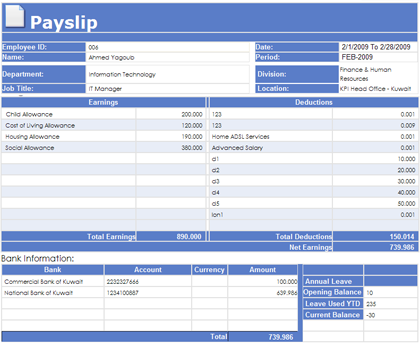 Payslip
Employee ID: 006 Date: 2/1/2009 To 2/28/2009
Name: Ahmed Yagoub Period: FEB-2009
Department: Information Technology Division: Finance & Human Resources
Job Title: IT Manager Location: KPI Head Office - Kuwait
Earnings Deductions
Child Allowance 200.000 123 0.001
Cost of Living Allowance 120.000 123 0.009
Housing Allowance 190.000 Home ADSL Services 0.001
Social Allowance 380.000 Advanced Salary 0.001
d1 10.000
d2 20.000
d3 30.000
d4 40.000
d5 50.000
lon1 0.001
Total Earnings 890.000 Total Deductions 150.014
Net Earnings 739.986
Bank Information:
Bank Account Currency Amount
Commercial Bank of Kuwait 2232327666 100.000
National Bank of Kuwait 1234100887 639.986
Total 739.986
Annual Leave
Opening Balance 10
Leave Used YTD 235
Current Balance -30